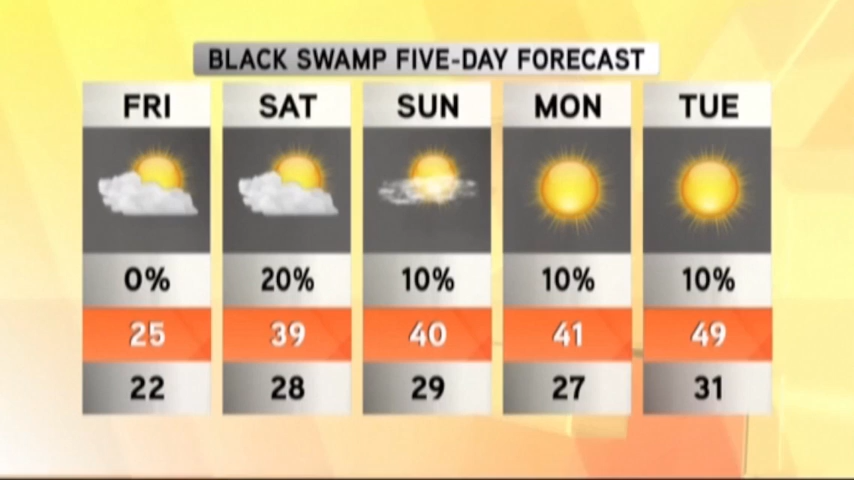 BLACK SWAMP FIVE-DAY FORECAST
FRI SAT SUN MON TUE
0% 20% 10% 10% 10%
25 39 40 41 49
22 28 29 27 31